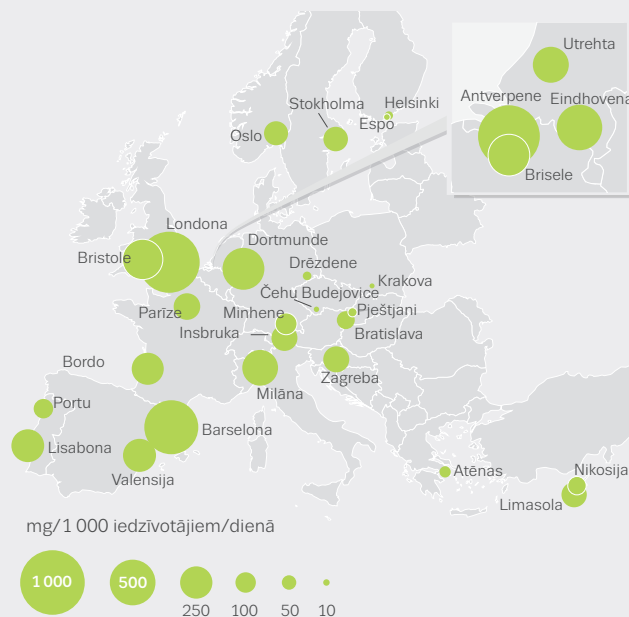 Utrehta
Antverpene
Eindhovena
Brisele
Helsinki
Stokholma
Espo
Oslo
Londona
Bristole
Dortmunde
Drēzdene
Krakova
Čehu Budejovice
Parīze
Minhene
Pještjani
Insbruka
Bratislava
Bordo
Milāna
Zagreba
Portu
Barselona
Lisabona
Valensija
Atēnas
Nikosija
Limasola
mg/1 000 iedzīvotājiem/dienā
1 000
500
250
100
50
10